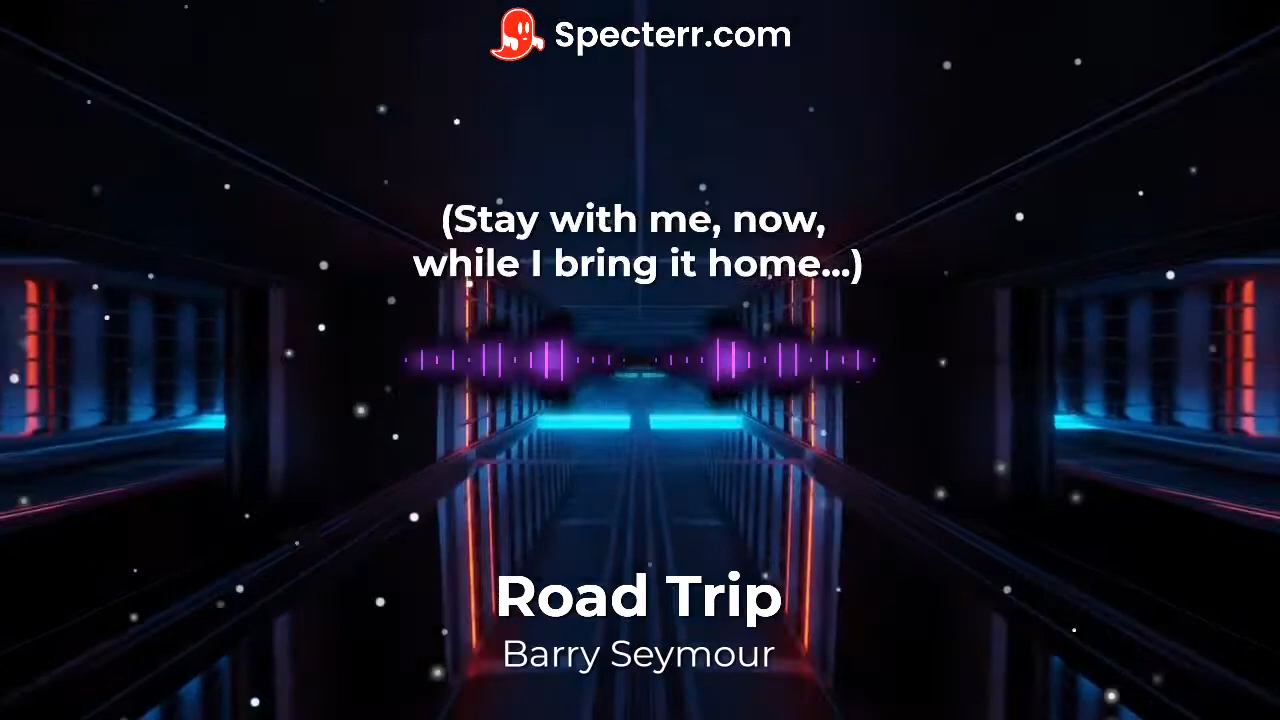 Specterr.com
(Stay with me, now,
while I bring it home...)
Road Trip
Barry Seymour